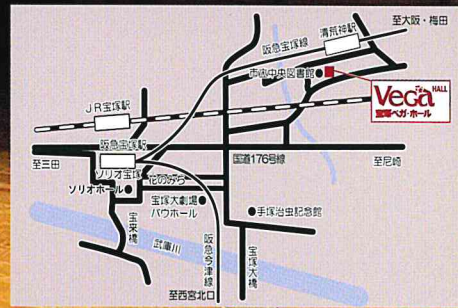 至大阪・梅田
清荒神駅
阪急宝塚線
市立中央図書館
Vega HALL
宝塚ベガ・ホール
JR宝塚駅
阪急宝塚駅
至三田
国道176号線
至尼崎
ソリオ宝塚
花のみち
ソリオホール
宝塚大劇場
バウホール
手塚治虫記念館
宝来橋
武庫川
阪急今津線
宝塚大橋
至西宮北口